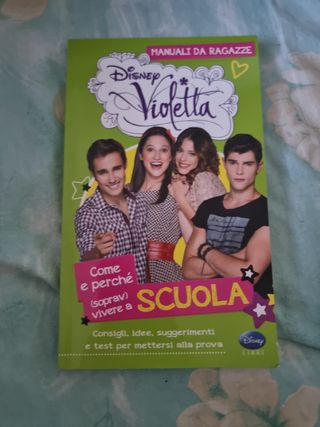 MANUALI DA RAGAZZE
Disney
Violetta
Come
e perché
(soprav)
vivere a
SCUOLA
Consigli, idee, suggerimenti
e test per mettersi alla prova
Disney
LIBRI